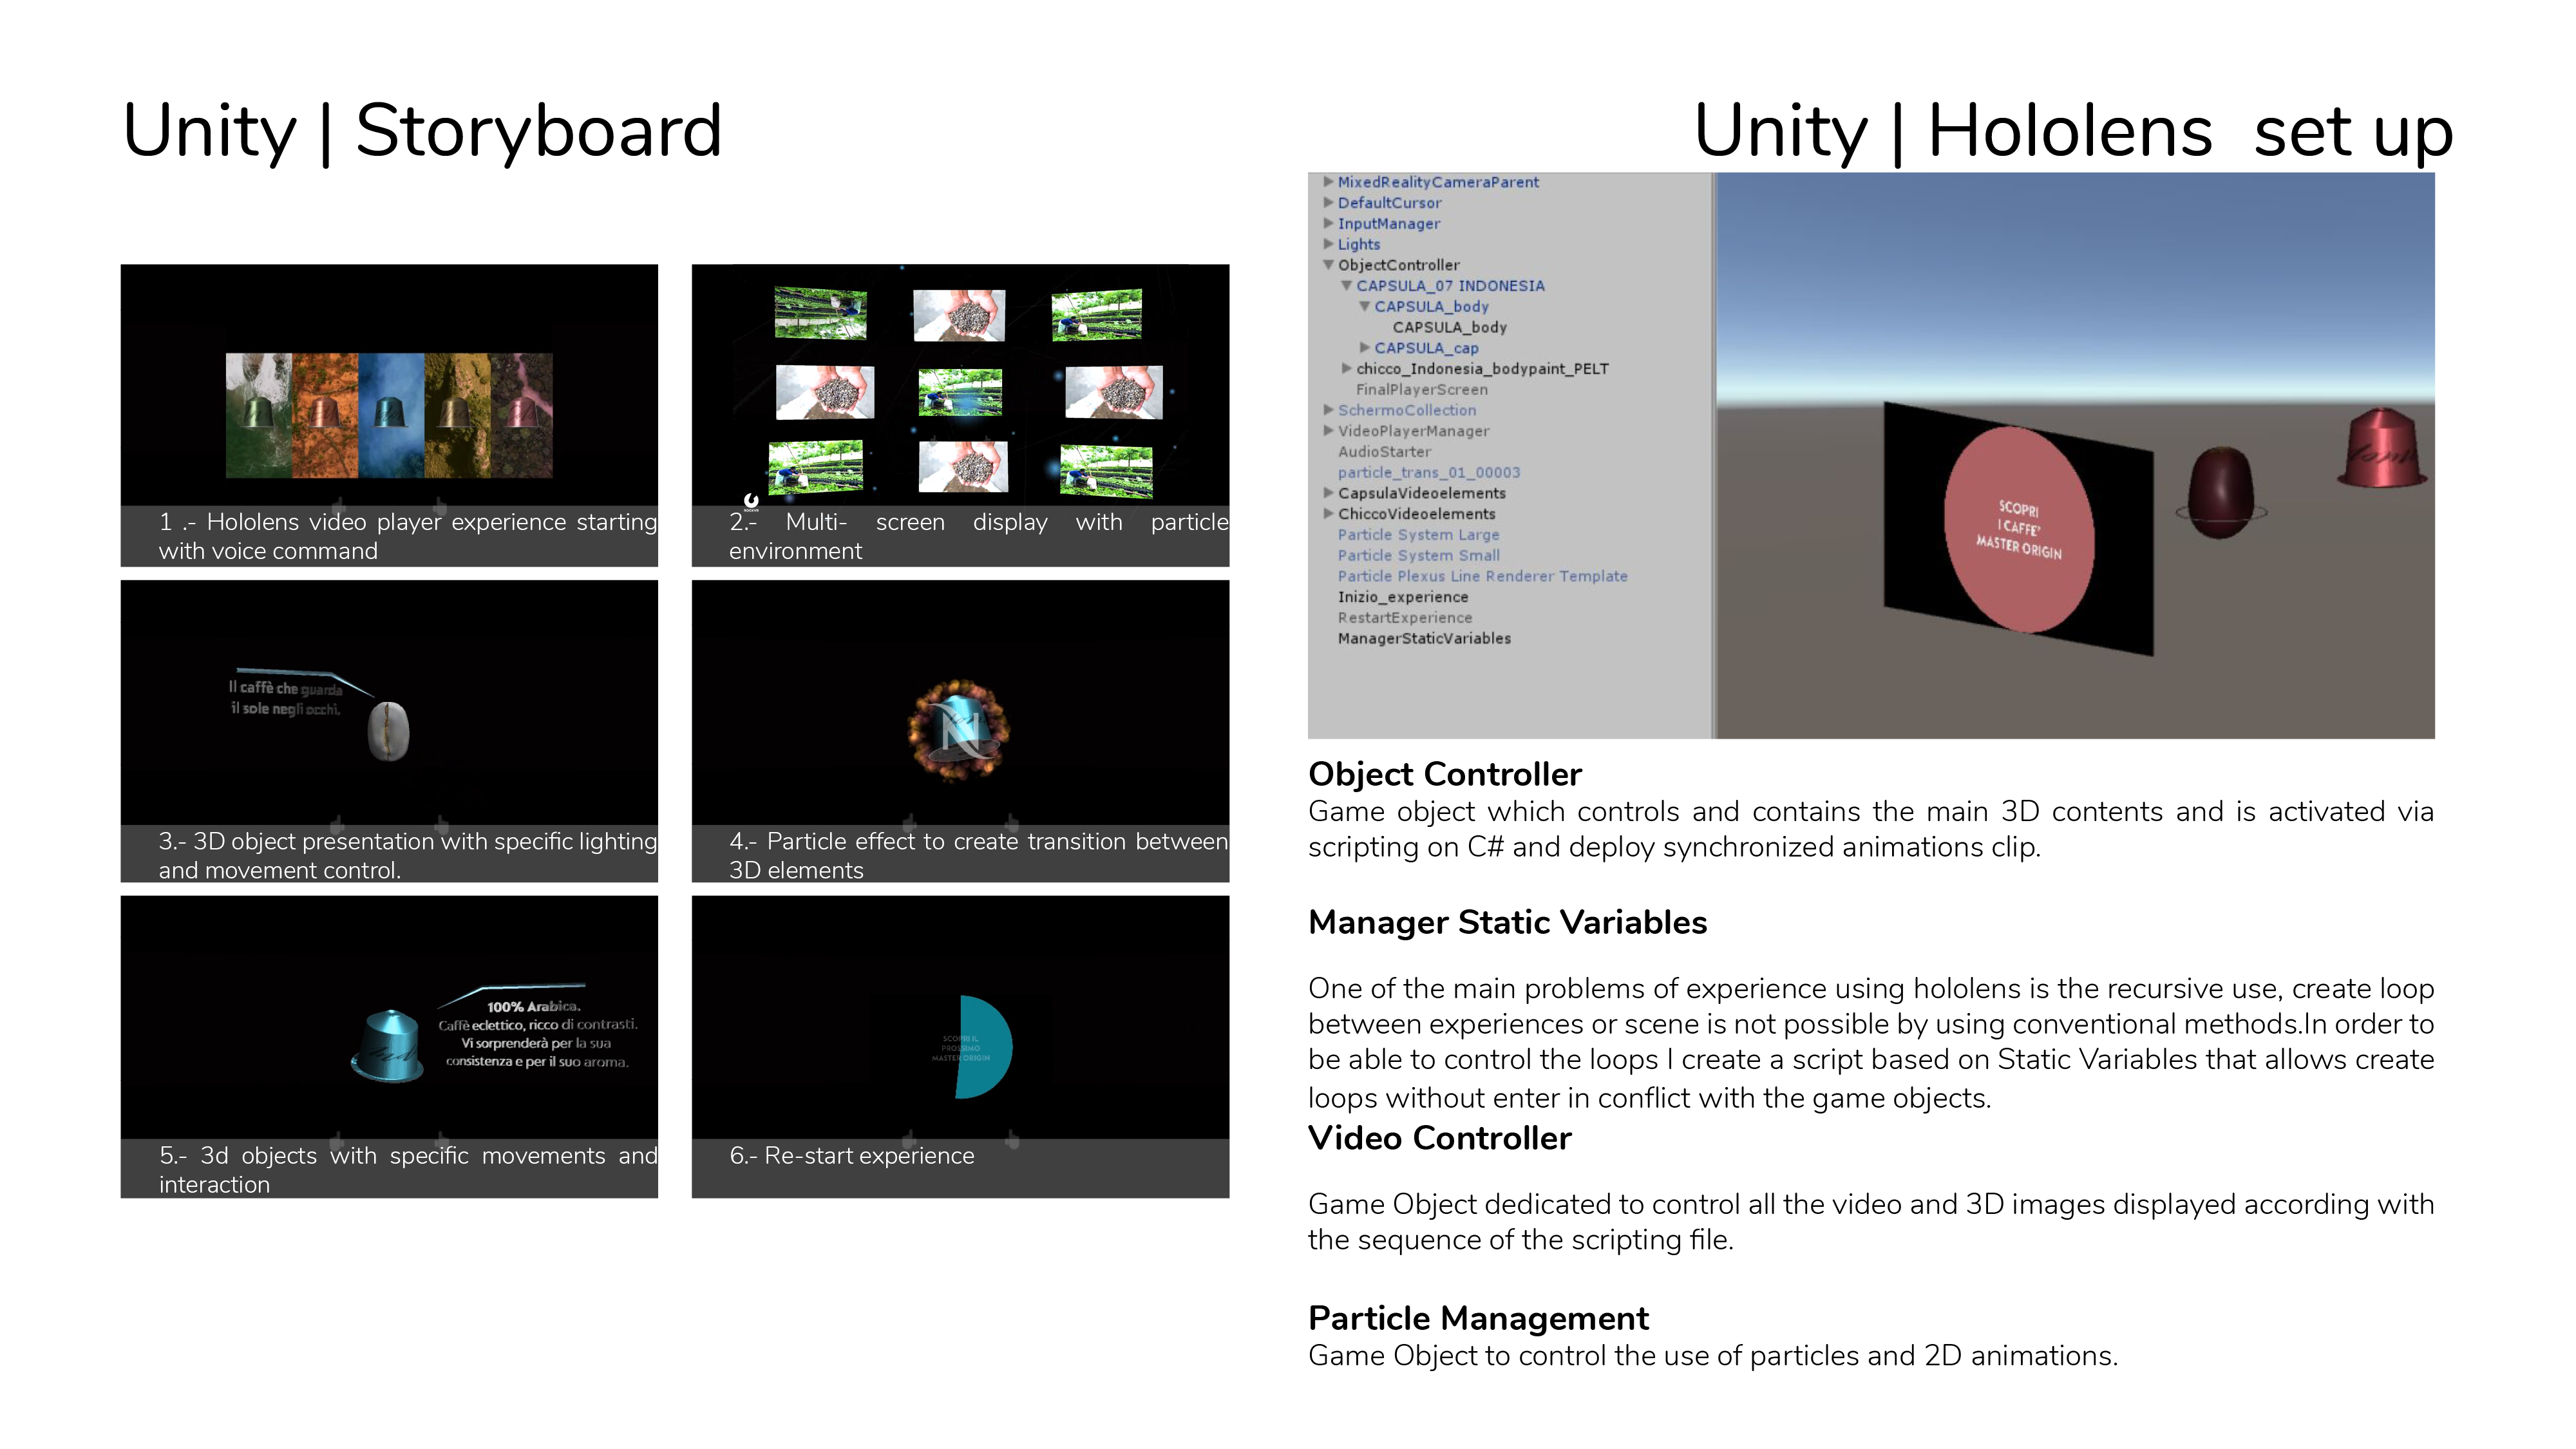 Unity | Storyboard
1 .- Hololens video player experience starting
with voice command
2.- Multi- screen display with particle
environment
Il caffè che guarda
il sole negli occhi.
3.- 3D object presentation with specific lighting
and movement control.
N
4.- Particle effect to create transition between
3D elements
100% Arabica.
Caffè eclettico, ricco di contrasti.
Vi sorprenderà per la sua
consistenza e per il suo aroma.
5.- 3d objects with specific movements and
interaction
SCOPRI IL
PROSSIMO
MASTER ORIGIN
6.- Re-start experience
Unity | Hololens set up
MixedRealityCameraParent
DefaultCursor
InputManager
Lights
ObjectController
CAPSULA_07 INDONESIA
CAPSULA_body
CAPSULA_body
CAPSULA_cap
chicco_Indonesia_bodypaint_PELT
FinalPlayerScreen
SchermoCollection
VideoPlayerManager
AudioStarter
particle_trans_01_00003
CapsulaVideoelements
ChiccoVideoelements
Particle System Large
Particle System Small
Particle Plexus Line Renderer Template
Inizio_experience
RestartExperience
ManagerStaticVariables
SCOPRI
I CAFFE'
MASTER ORIGIN
Object Controller
Game object which controls and contains the main 3D contents and is activated via
scripting on C# and deploy synchronized animations clip.
Manager Static Variables
One of the main problems of experience using hololens is the recursive use, create loop
between experiences or scene is not possible by using conventional methods.In order to
be able to control the loops I create a script based on Static Variables that allows create
loops without enter in conflict with the game objects.
Video Controller
Game Object dedicated to control all the video and 3D images displayed according with
the sequence of the scripting file.
Particle Management
Game Object to control the use of particles and 2D animations.